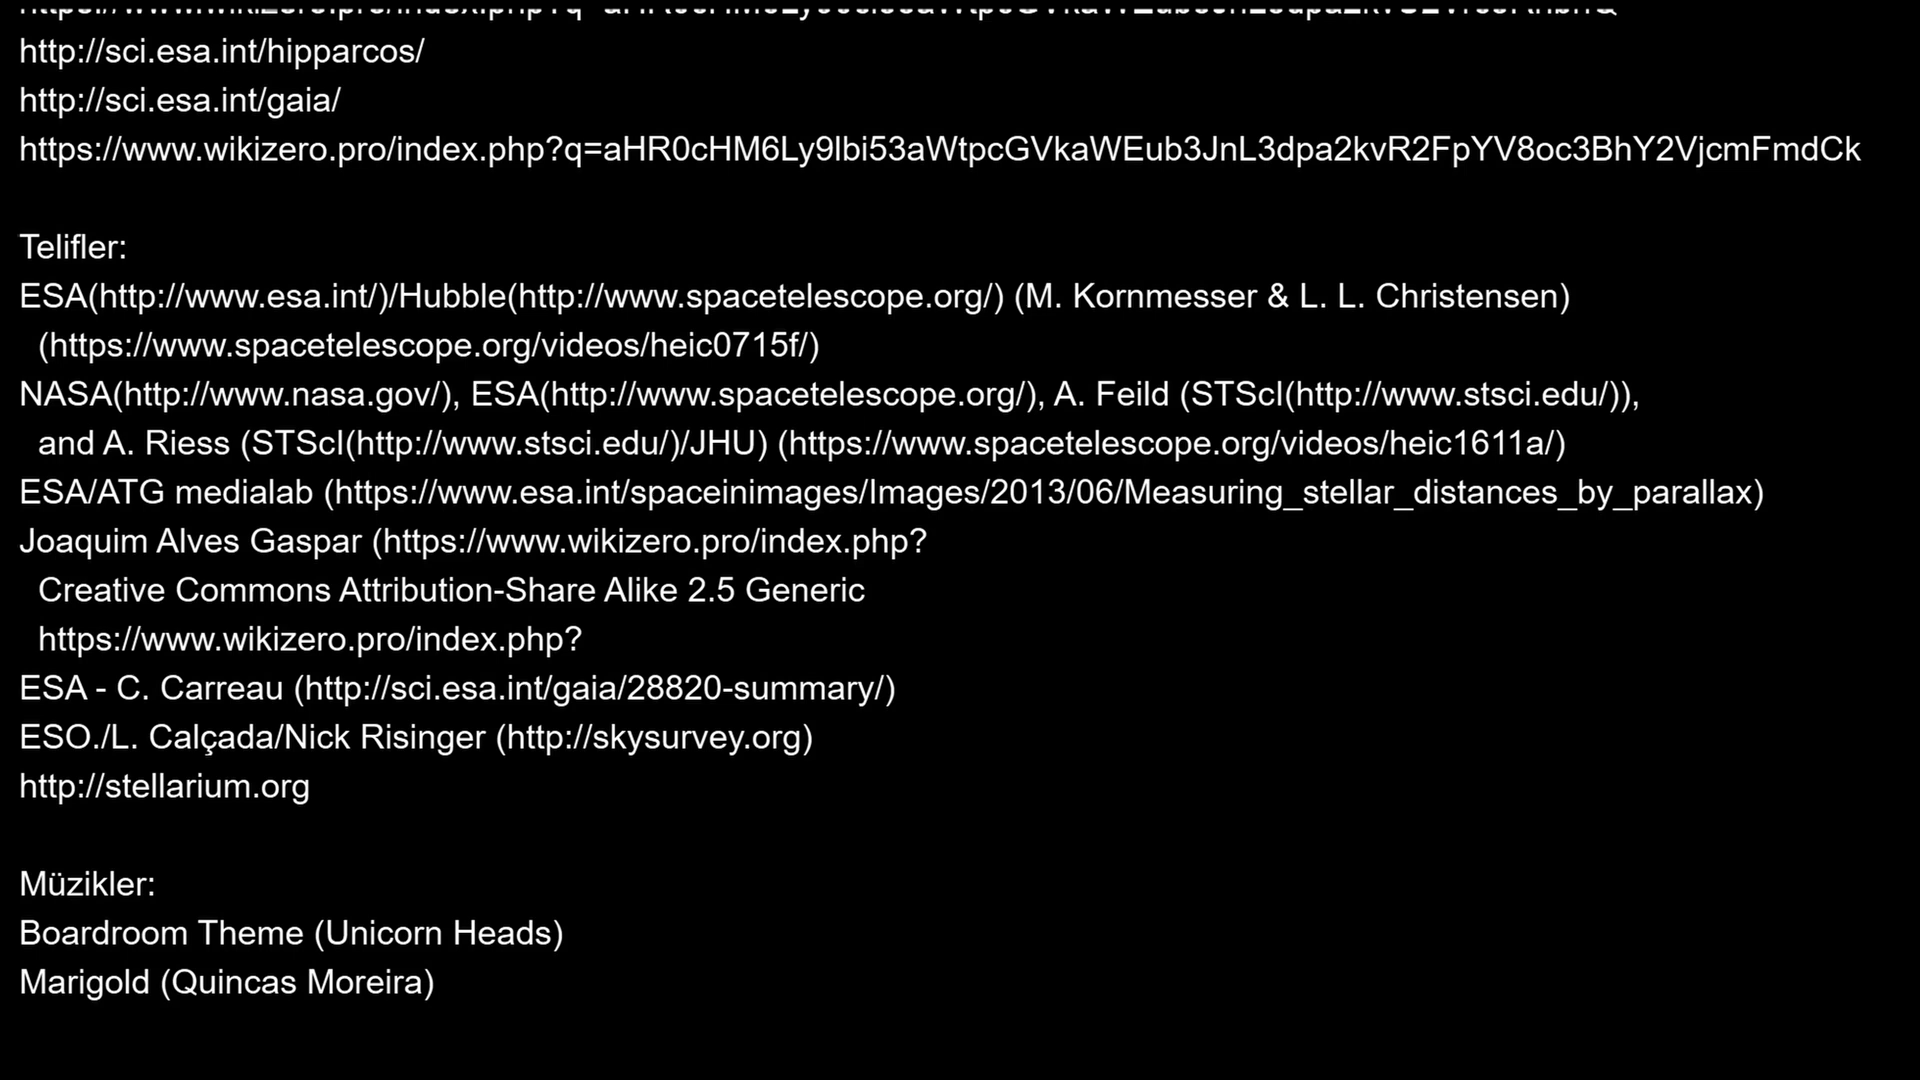 http://sci.esa.int/hipparcos/
http://sci.esa.int/gaia/
https://www.wikizero.pro/index.php?q=aHR0cHM6Ly9lbi53aWtpcGVkaWEub3JnL3dpa2kvR2FpYV8oc3BhY2VjcmFmdCk
Telifler:
ESA(http://www.esa.int/)/Hubble(http://www.spacetelescope.org/) (M. Kornmesser & L. L. Christensen)
(https://www.spacetelescope.org/videos/heic0715f/)
NASA(http://www.nasa.gov/), ESA(http://www.spacetelescope.org/), A. Feild (STScI(http://www.stsci.edu/)),
and A. Riess (STScI(http://www.stsci.edu/)/JHU) (https://www.spacetelescope.org/videos/heic1611a/)
ESA/ATG medialab (https://www.esa.int/spaceinimages/Images/2013/06/Measuring_stellar_distances_by_parallax)
Joaquim Alves Gaspar (https://www.wikizero.pro/index.php?
Creative Commons Attribution-Share Alike 2.5 Generic
https://www.wikizero.pro/index.php?
ESA - C. Carreau (http://sci.esa.int/gaia/28820-summary/)
ESO./L. Calçada/Nick Risinger (http://skysurvey.org)
http://stellarium.org
Müzikler:
Boardroom Theme (Unicorn Heads)
Marigold (Quincas Moreira)